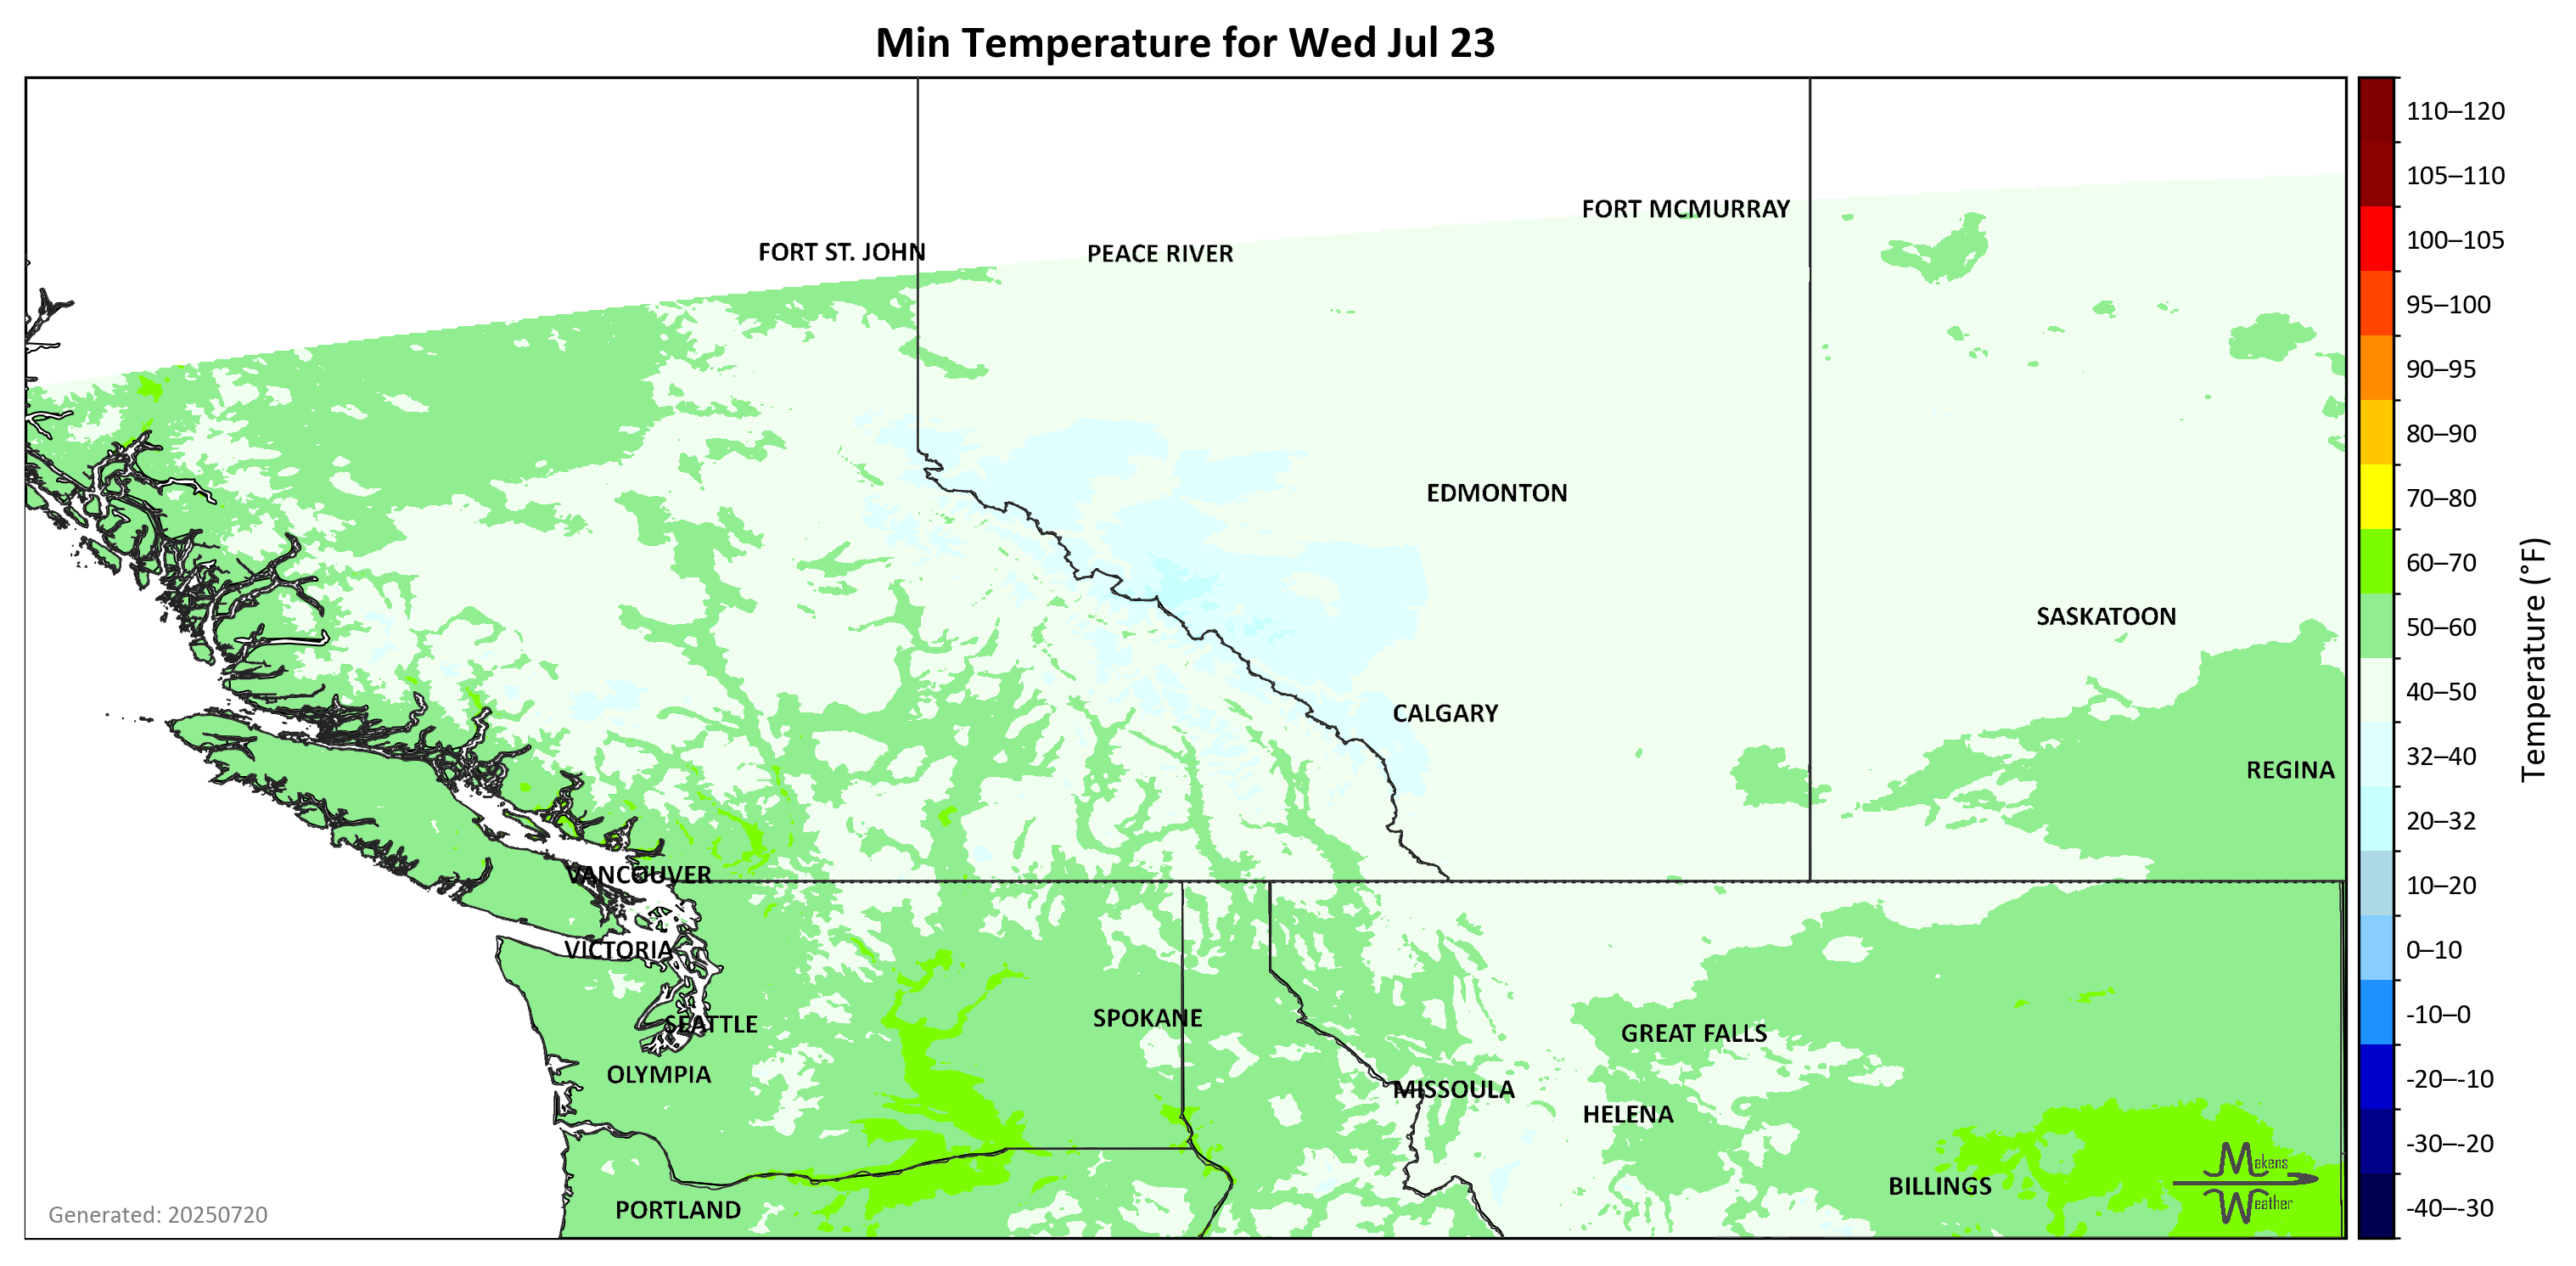 Min Temperature for Wed Jul 23
110–120
105–110
100–105
95–100
90–95
80–90
70–80
60–70
50–60
40–50
32–40
20–32
10–20
0–10
-10–0
-20–-10
-30–-20
-40–-30
Temperature (°F)
FORT MCMURRAY
FORT ST. JOHN
PEACE RIVER
EDMONTON
SASKATOON
CALGARY
REGINA
VANCOUVER
VICTORIA
SEATTLE
SPOKANE
GREAT FALLS
OLYMPIA
MISSOULA
HELENA
BILLINGS
PORTLAND
Makens
Weather
Generated: 20250720